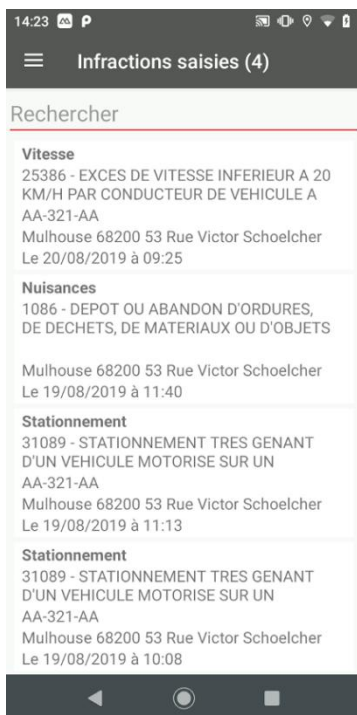 14:23
Infractions saisies (4)
Rechercher
Vitesse
25386 - EXCES DE VITESSE INFERIEUR A 20
KM/H PAR CONDUCTEUR DE VEHICULE A
AA-321-AA
Mulhouse 68200 53 Rue Victor Schoelcher
Le 20/08/2019 à 09:25
Nuisances
1086 - DEPOT OU ABANDON D'ORDURES,
DE DECHETS, DE MATERIAUX OU D'OBJETS
Mulhouse 68200 53 Rue Victor Schoelcher
Le 19/08/2019 à 11:40
Stationnement
31089 - STATIONNEMENT TRES GENANT
D'UN VEHICULE MOTORISE SUR UN
AA-321-AA
Mulhouse 68200 53 Rue Victor Schoelcher
Le 19/08/2019 à 11:13
Stationnement
31089 - STATIONNEMENT TRES GENANT
D'UN VEHICULE MOTORISE SUR UN
AA-321-AA
Mulhouse 68200 53 Rue Victor Schoelcher
Le 19/08/2019 à 10:08